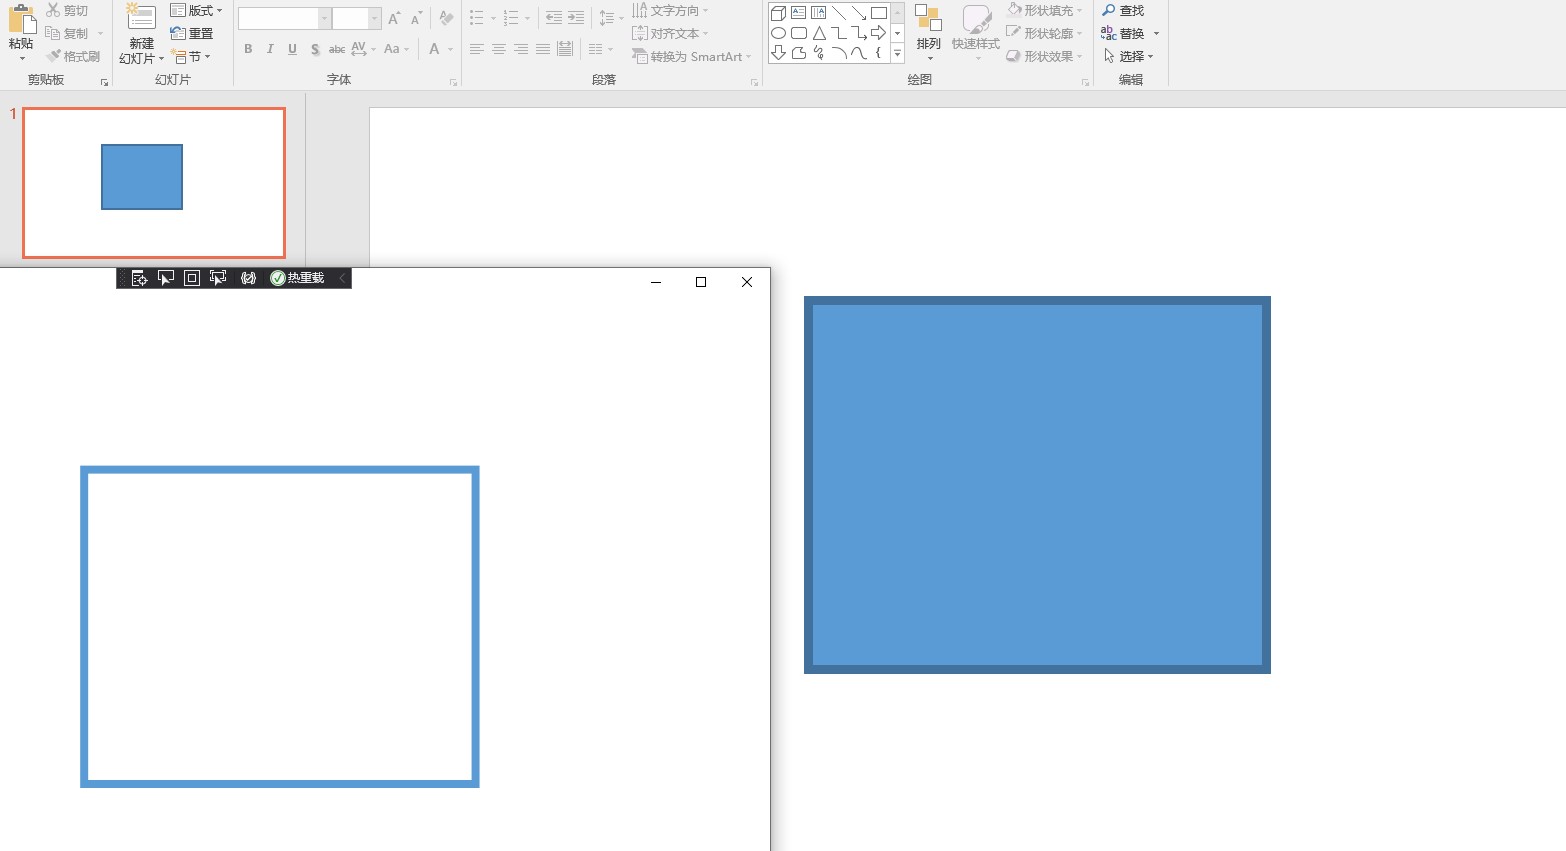 剪切
版式
文字方向
形状填充
查找
复制
重置
对齐文本
形状轮廓
替换
粘贴
新建
幻灯片
排列
快速样式
格式刷
节
B I U S abc AV Aa A
转换为 SmartArt
形状效果
选择
剪贴板
幻灯片
字体
段落
绘图
编辑
1
热重载